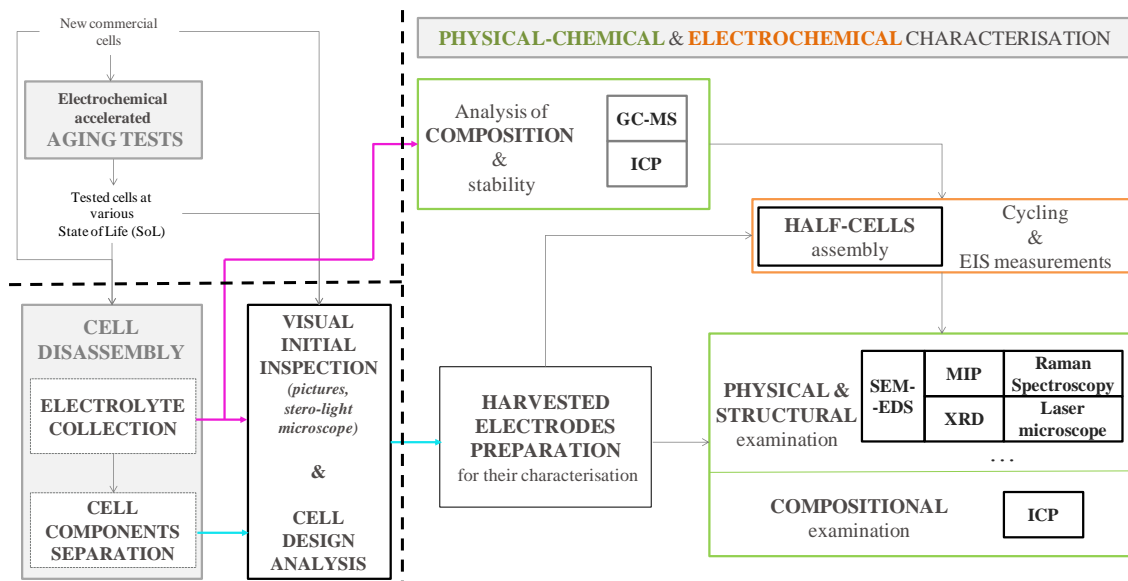 New commercial
cells
Electrochemical
accelerated
AGING TESTS
Tested cells at
various
State of Life (SoL)
CELL
DISASSEMBLY
ELECTROLYTE
COLLECTION
CELL
COMPONENTS
SEPARATION
VISUAL
INITIAL
INSPECTION
(pictures,
stero-light
microscope)
&
CELL
DESIGN
ANALYSIS
PHYSICAL-CHEMICAL & ELECTROCHEMICAL CHARACTERISATION
Analysis of
COMPOSITION
&
stability
GC-MS
ICP
HALF-CELLS
assembly
Cycling
&
EIS measurements
HARVESTED
ELECTRODES
PREPARATION
for their characterisation
PHYSICAL &
STRUCTURAL
examination
SEM-
-EDS
MIP
XRD
Raman
Spectroscopy
Laser
microscope
...
COMPOSITIONAL
examination
ICP